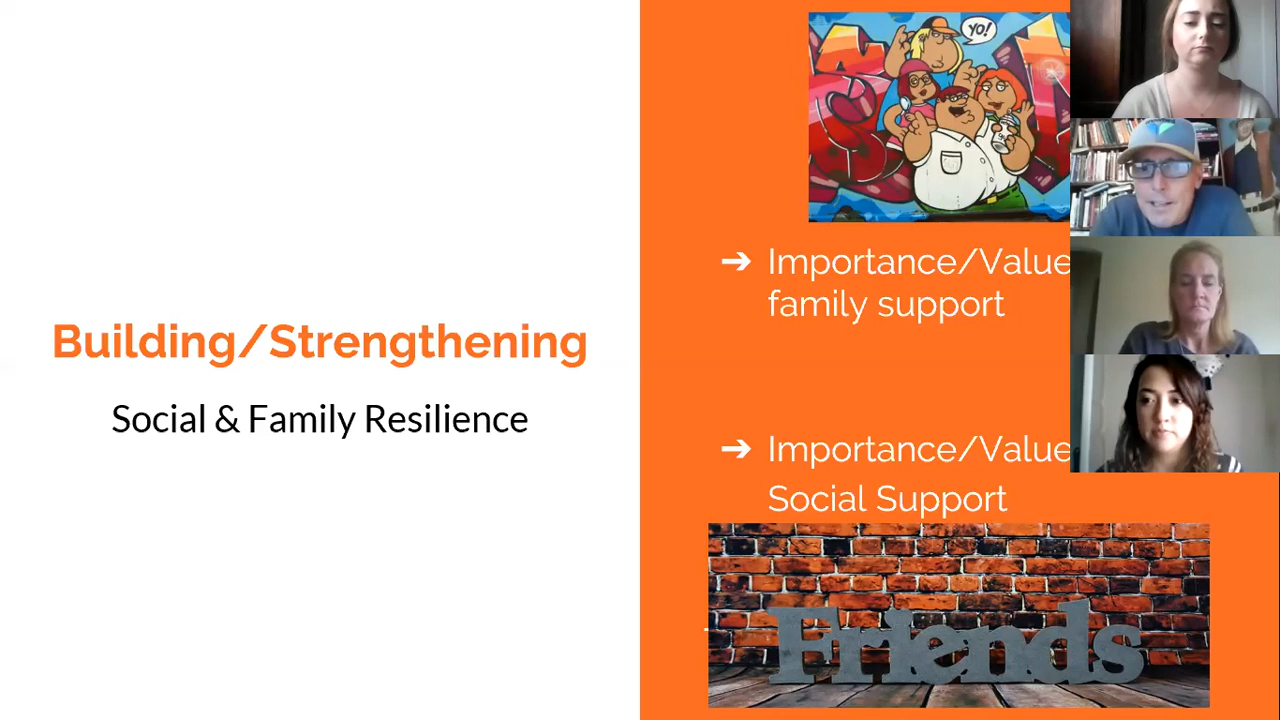 Building/Strengthening
Social & Family Resilience
YO!
➔ Importance/Value
family support
➔ Importance/Value
Social Support
Friends